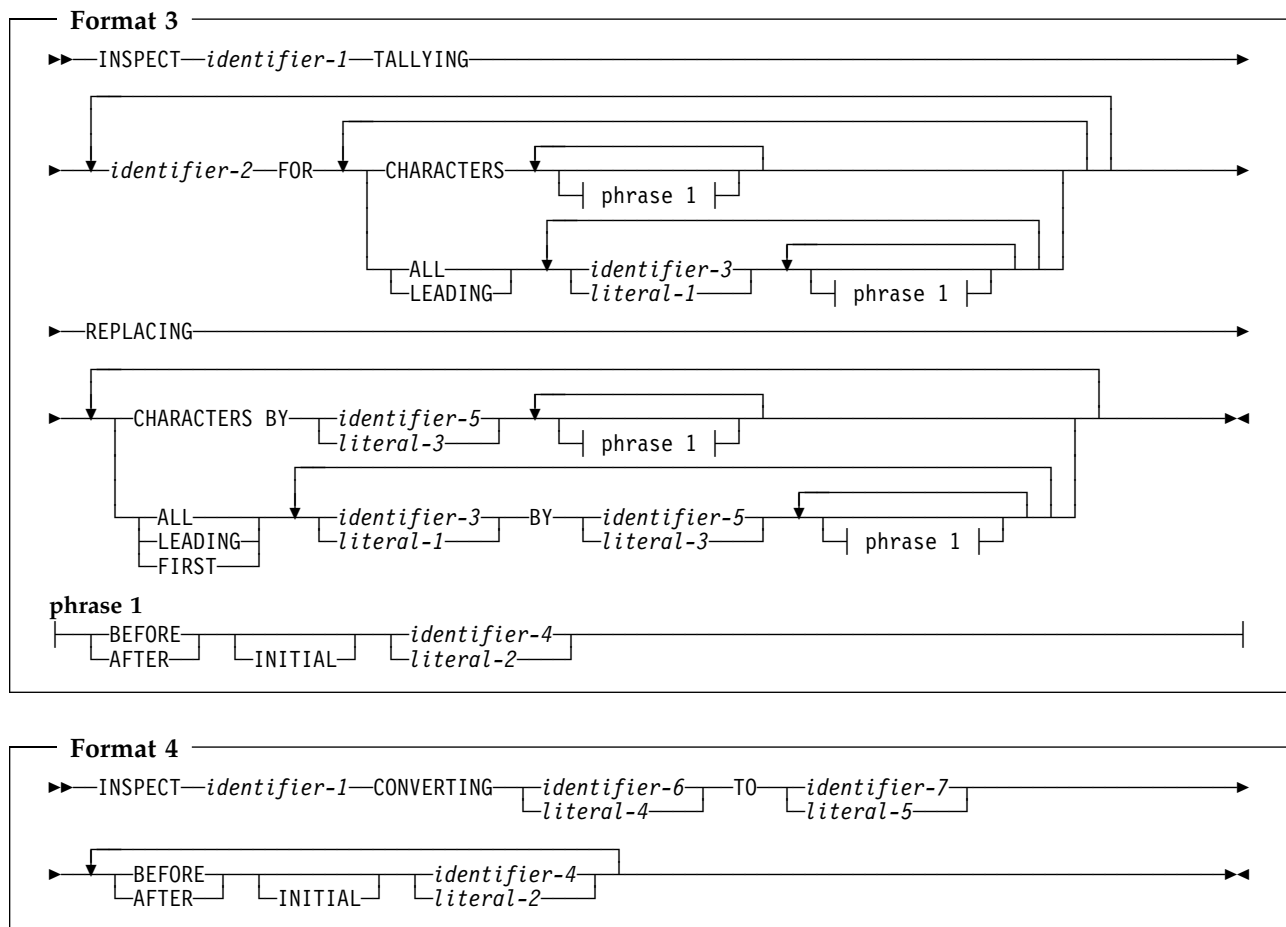 Format 3
INSPECT identifier-1 TALLYING
identifier-2 FOR CHARACTERS
phrase 1
ALL identifier-3
LEADING literal-1 phrase 1
REPLACING
CHARACTERS BY identifier-5
literal-3 phrase 1
ALL identifier-3 BY identifier-5
LEADING literal-1 literal-3 phrase 1
FIRST
phrase 1
BEFORE identifier-4
AFTER INITIAL literal-2
Format 4
INSPECT identifier-1 CONVERTING identifier-6 TO identifier-7
literal-4 literal-5
BEFORE identifier-4
AFTER INITIAL literal-2